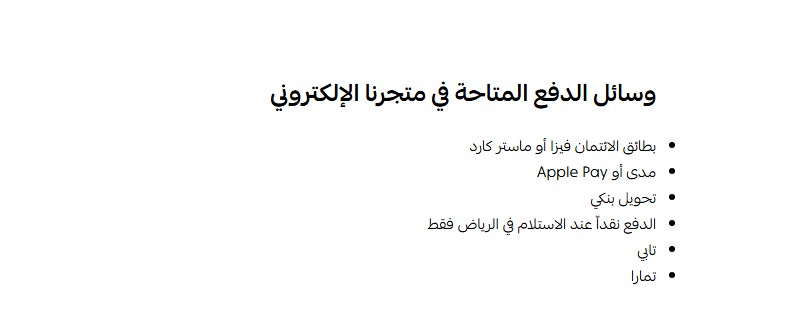 وسائل الدفع المتاحة في متجرنا الإلكتروني
بطائق الائتمان فيزا أو ماستر كارد
مدى أو Apple Pay
تحويل بنكي
الدفع نقداً عند الاستلام في الرياض فقط
تابي
تمارا